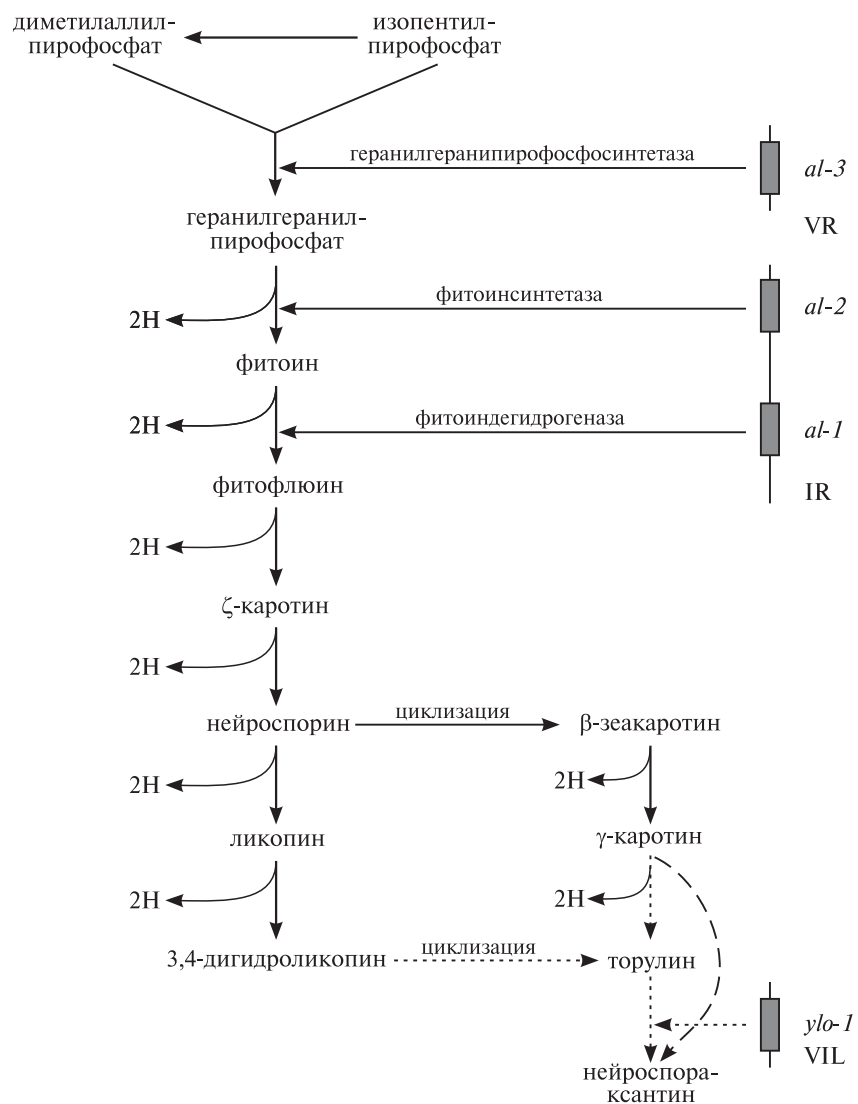 диметилаллил-
пирофосфат
изопентил-
пирофосфат
геранилгеранипирофосфосинтетаза
al-3
VR
геранилгеранил-
пирофосфат
2H
фитоинсинтетаза
al-2
фитоин
2H
фитоиндегидрогеназа
al-1
IR
фитофлюин
2H
ζ-каротин
2H
нейроспорин
циклизация
β-зеакаротин
2H
2H
ликопин
γ-каротин
2H
2H
3,4-дигидроликопин
циклизация
торулин
ylo-1
VIL
нейроспора-
ксантин